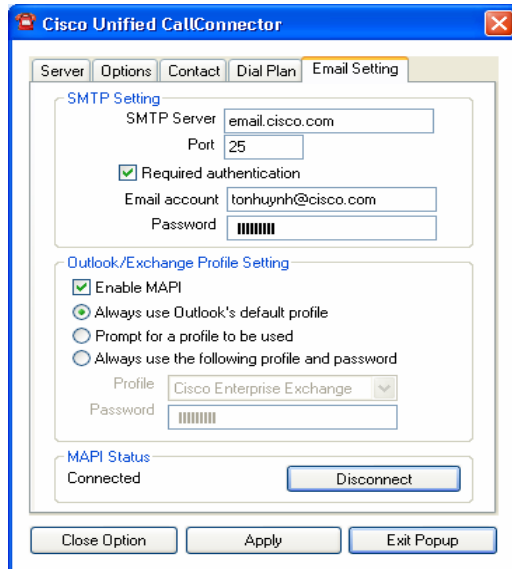 Cisco Unified CallConnector
Server Options Contact Dial Plan Email Setting
SMTP Setting
SMTP Server email.cisco.com
Port 25
Required authentication
Email account tonhuynh@cisco.com
Password
Outlook/Exchange Profile Setting
Enable MAPI
Always use Outlook's default profile
Prompt for a profile to be used
Always use the following profile and password
Profile Cisco Enterprise Exchange
Password
MAPI Status
Connected Disconnect
Close Option Apply Exit Popup